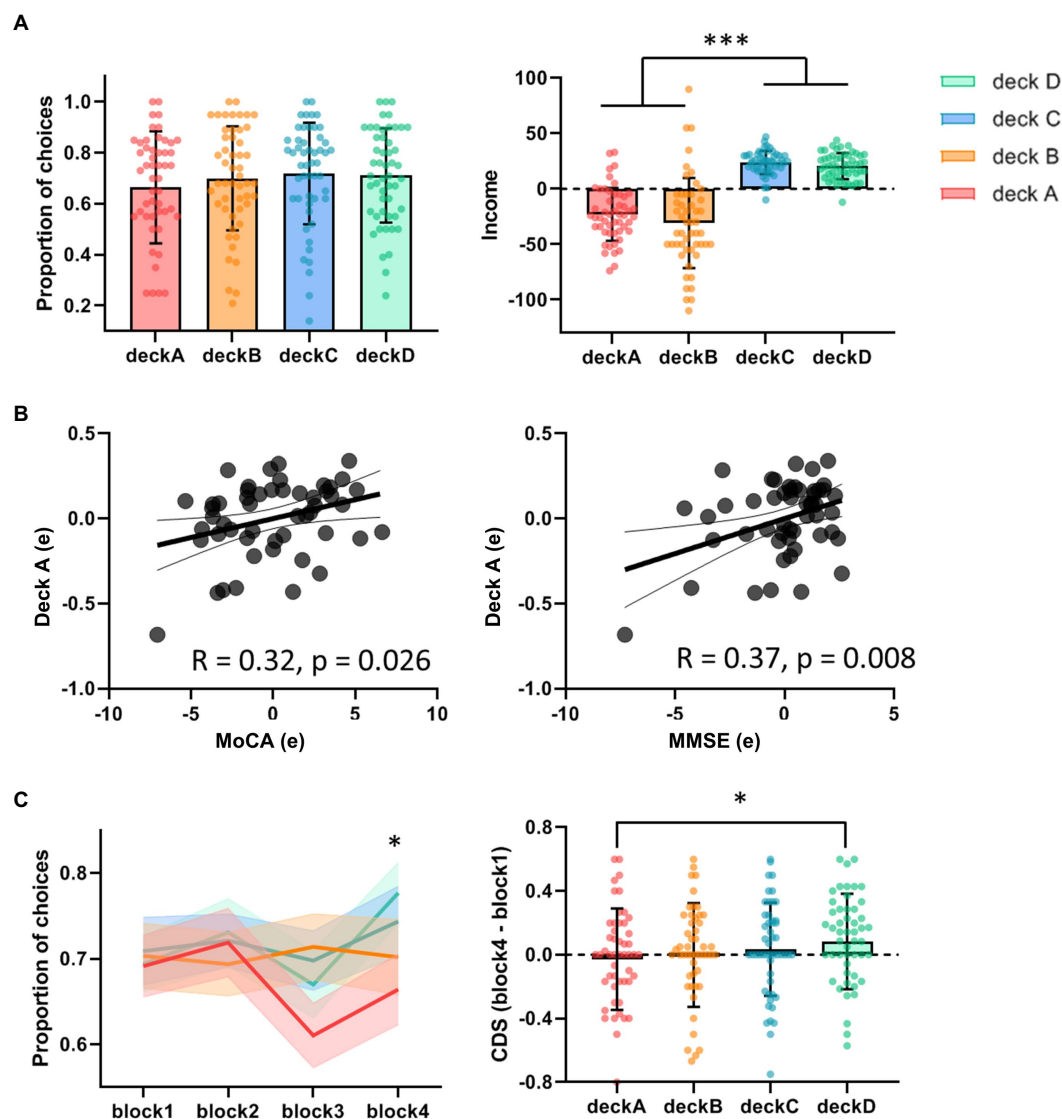 A
Proportion of choices
1.0
0.8
0.6
0.4
0.2
deckA deckB deckC deckD
***
Income
100
50
0
-50
-100
deckA deckB deckC deckD
deck D
deck C
deck B
deck A
B
Deck A (e)
0.5
0.0
-0.5
-1.0
R = 0.32, p = 0.026
-10 -5 0 5 10
MoCA (e)
Deck A (e)
0.5
0.0
-0.5
-1.0
R = 0.37, p = 0.008
-10 -5 0 5
MMSE (e)
C
Proportion of choices
0.8
0.7
0.6
*
block1 block2 block3 block4
*
CDS (block4 - block1)
0.8
0.4
0.0
-0.4
-0.8
deckA deckB deckC deckD